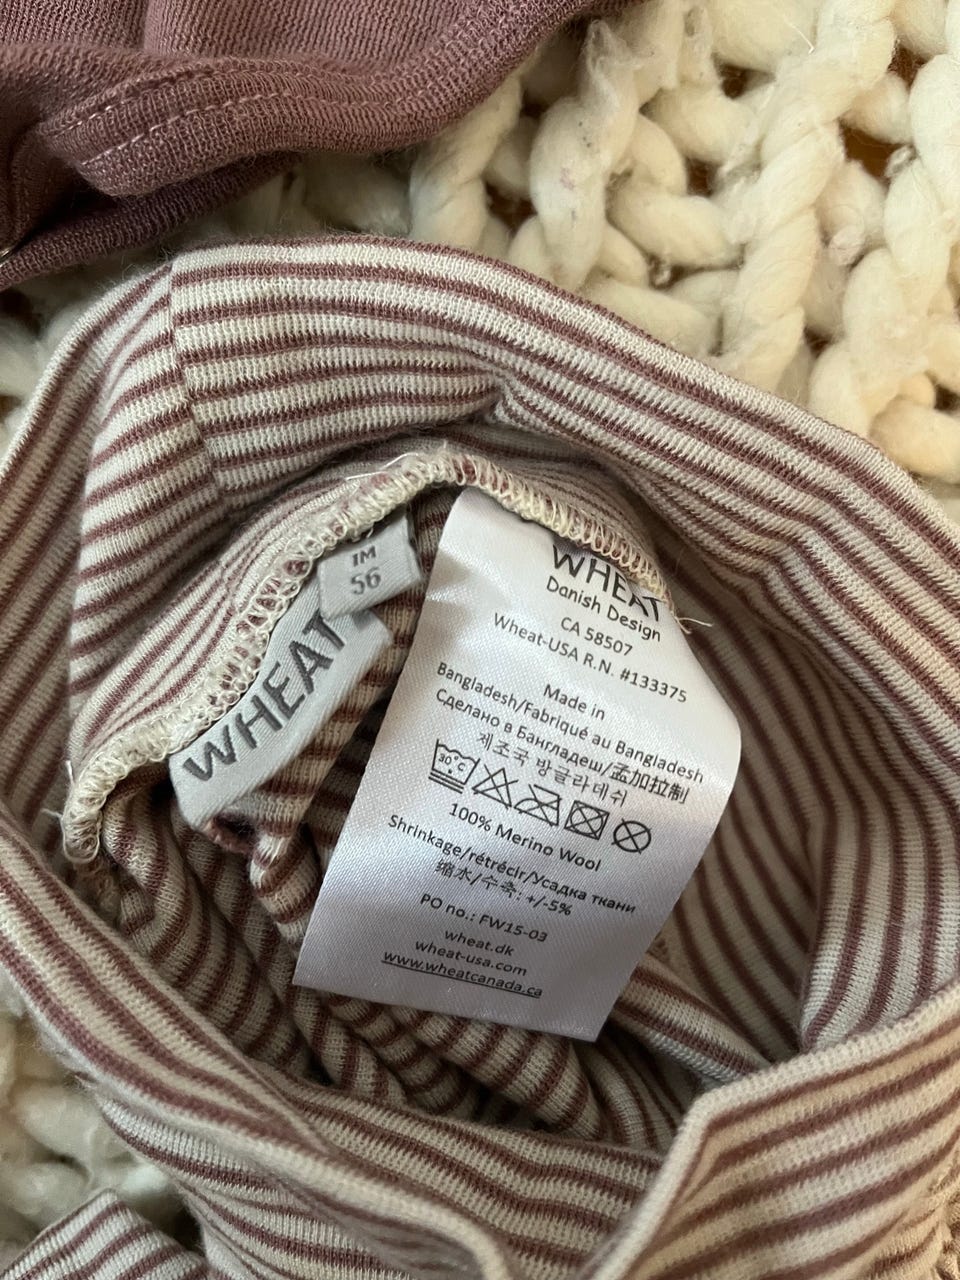 1M
56
WHEAT
WHEAT
Danish Design
CA 58507
Wheat-USA R.N. #133375
Made in
Bangladesh/Fabriqué au Bangladesh
Сделано в Бангладеш/孟加拉制
제조국 방글라데쉬
30°C
100% Merino Wool
Shrinkage/rétrécir/Усадка ткани
缩水/수축: +/-5%
PO no.: FW15-03
wheat.dk
wheat-usa.com
www.wheatcanada.ca